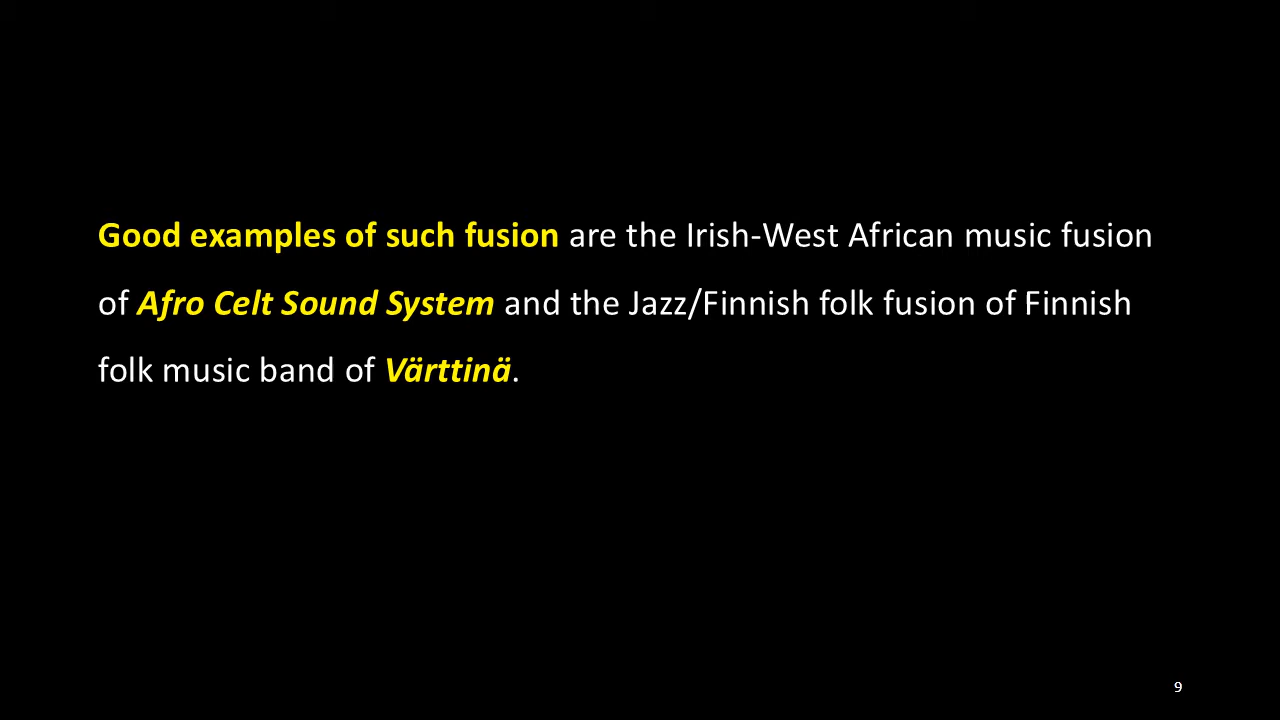 Good examples of such fusion are the Irish-West African music fusion
of Afro Celt Sound System and the Jazz/Finnish folk fusion of Finnish
folk music band of Värttinä.
9